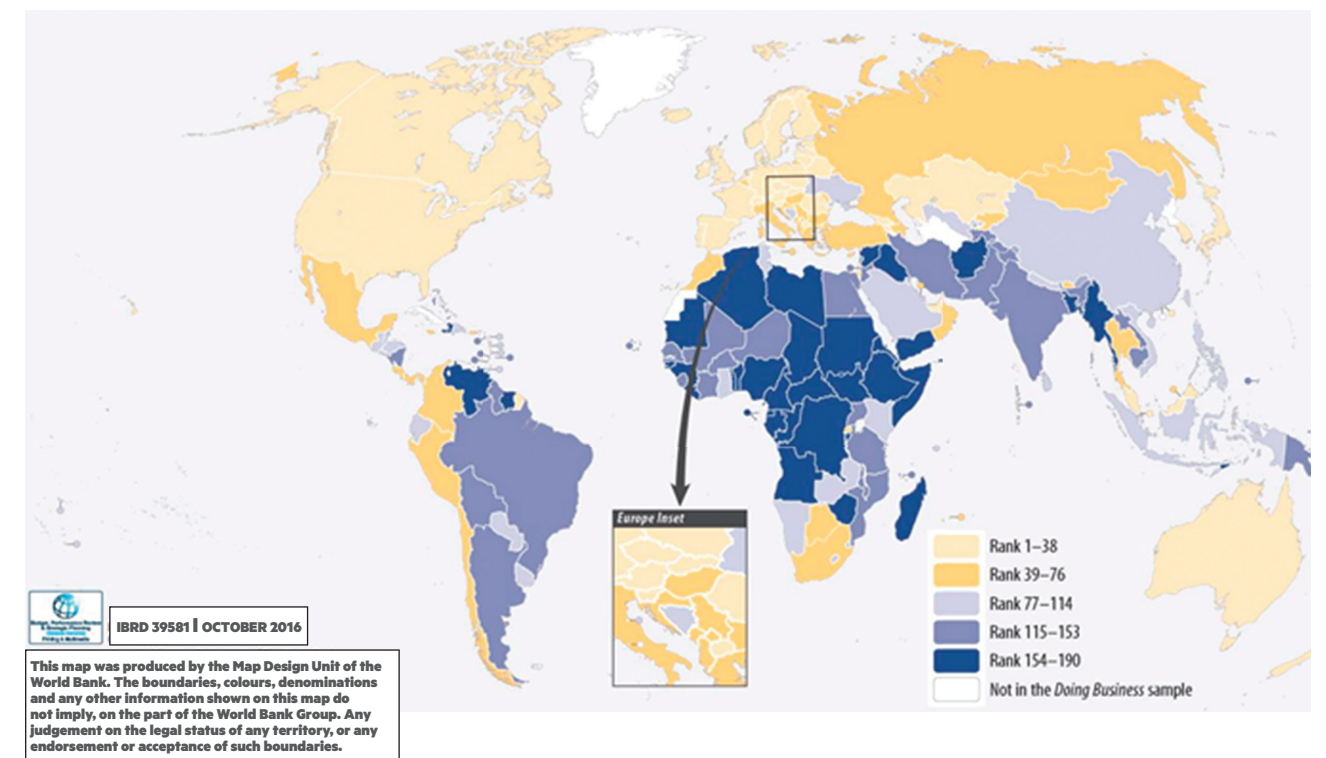 Europe Inset
Rank 1–38
Rank 39–76
Rank 77–114
Rank 115–153
Rank 154–190
Not in the Doing Business sample
IBRD 39581 | OCTOBER 2016
This map was produced by the Map Design Unit of the
World Bank. The boundaries, colours, denominations
and any other information shown on this map do
not imply, on the part of the World Bank Group. Any
judgement on the legal status of any territory, or any
endorsement or acceptance of such boundaries.